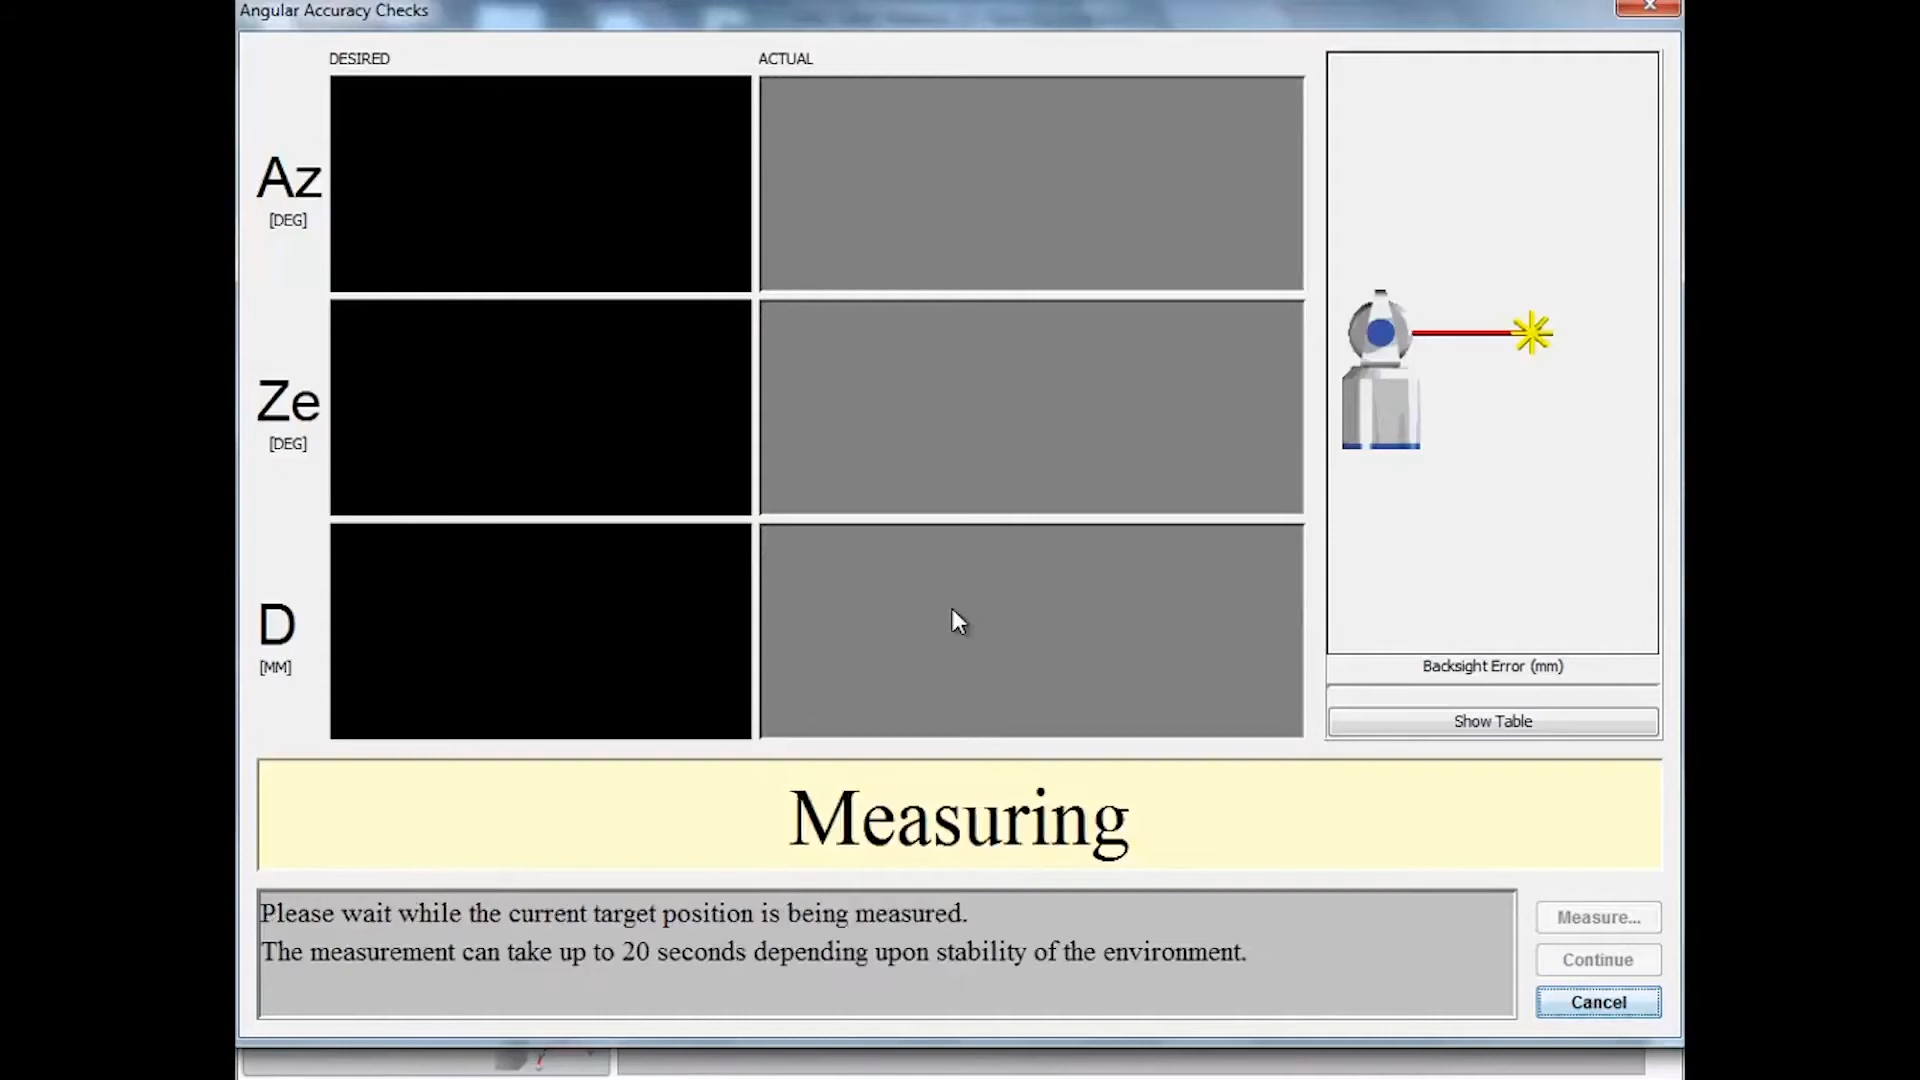 Angular Accuracy Checks
DESIRED
ACTUAL
Az
[DEG]
Ze
[DEG]
D
[MM]
Backsight Error (mm)
Show Table
Measuring
Please wait while the current target position is being measured.
The measurement can take up to 20 seconds depending upon stability of the environment.
Measure...
Continue
Cancel